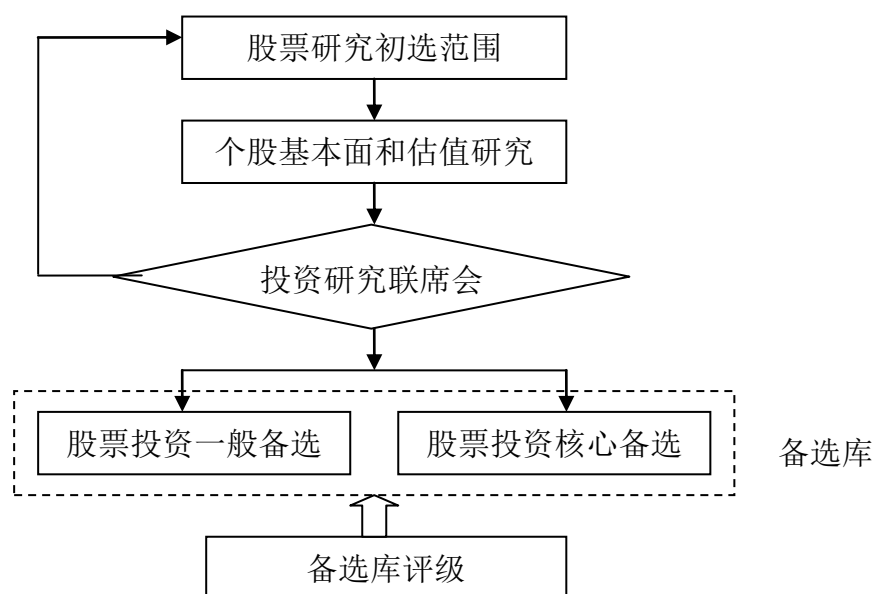 股票研究初选范围
个股基本面和估值研究
投资研究联席会
股票投资一般备选
股票投资核心备选
备选库
备选库评级